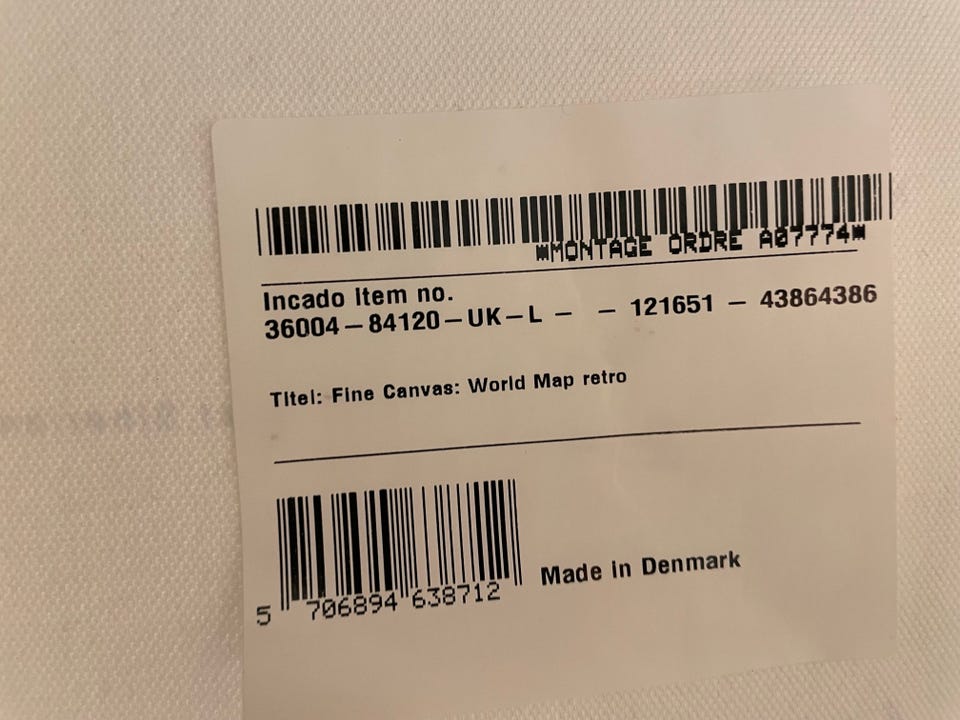 *MONTAGE ORDRE A07774*
Incado Item no.
36004-84120-UK-L - - 121651 - 43864386
Titel: Fine Canvas: World Map retro
5 706894 638712
Made in Denmark